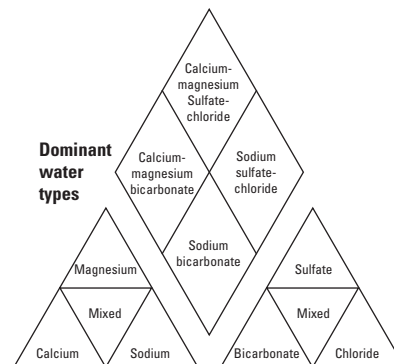 Calcium-
magnesium
Sulfate-
chloride
Dominant
water
types
Calcium-
magnesium
bicarbonate
Sodium
sulfate-
chloride
Sodium
bicarbonate
Magnesium
Sulfate
Mixed
Mixed
Calcium
Sodium
Bicarbonate
Chloride